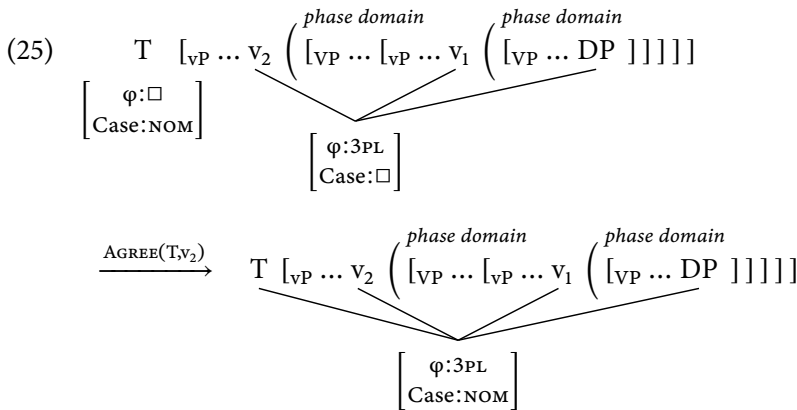 phase domain phase domain
(25) T [vP ... v2 ( [VP ... [vP ... v1 ( [VP ... DP ] ] ] ] ]
[φ:□ Case:NOM]
[φ:3PL Case:□]
phase domain phase domain
AGREE(T,v2) T [vP ... v2 ( [VP ... [vP ... v1 ( [VP ... DP ] ] ] ] ]
[φ:3PL Case:NOM]